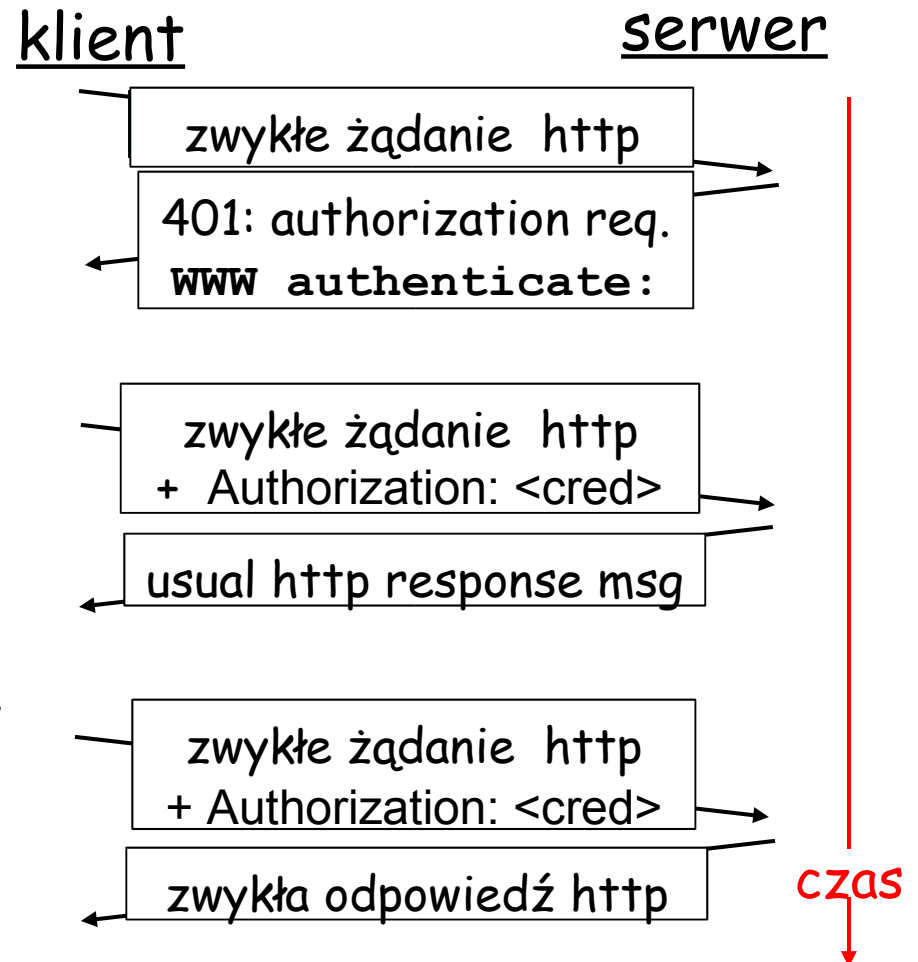 klient
serwer
zwykłe żądanie http
401: authorization req.
WWW authenticate:
zwykłe żądanie http
+ Authorization: <cred>
usual http response msg
zwykłe żądanie http
+ Authorization: <cred>
zwykła odpowiedź http
czas